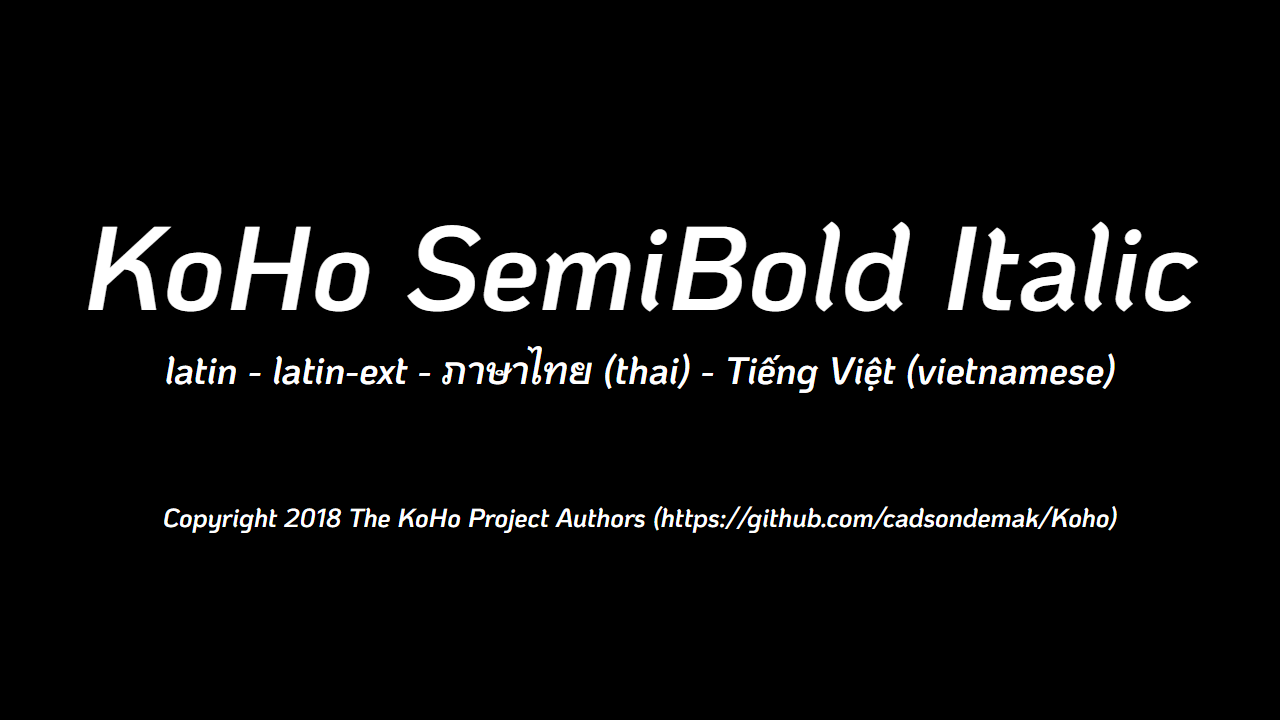 KoHo SemiBold Italic
latin - latin-ext - ภาษาไทย (thai) - Tiếng Việt (vietnamese)
Copyright 2018 The KoHo Project Authors (https://github.com/cadsondemak/Koho)